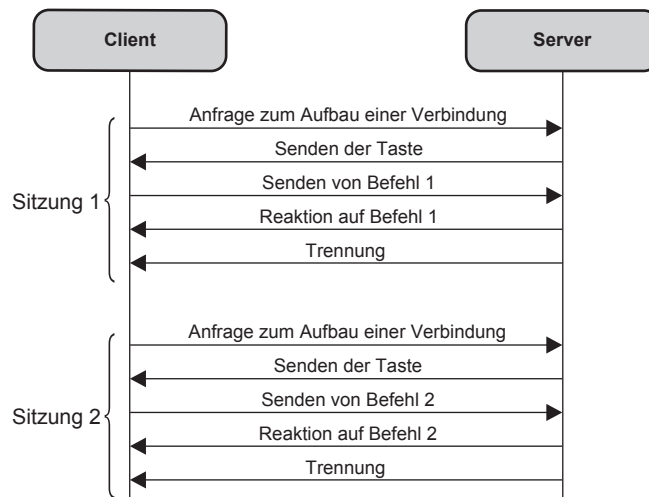 Client
Server
Anfrage zum Aufbau einer Verbindung
Senden der Taste
Sitzung 1
Senden von Befehl 1
Reaktion auf Befehl 1
Trennung
Anfrage zum Aufbau einer Verbindung
Senden der Taste
Sitzung 2
Senden von Befehl 2
Reaktion auf Befehl 2
Trennung